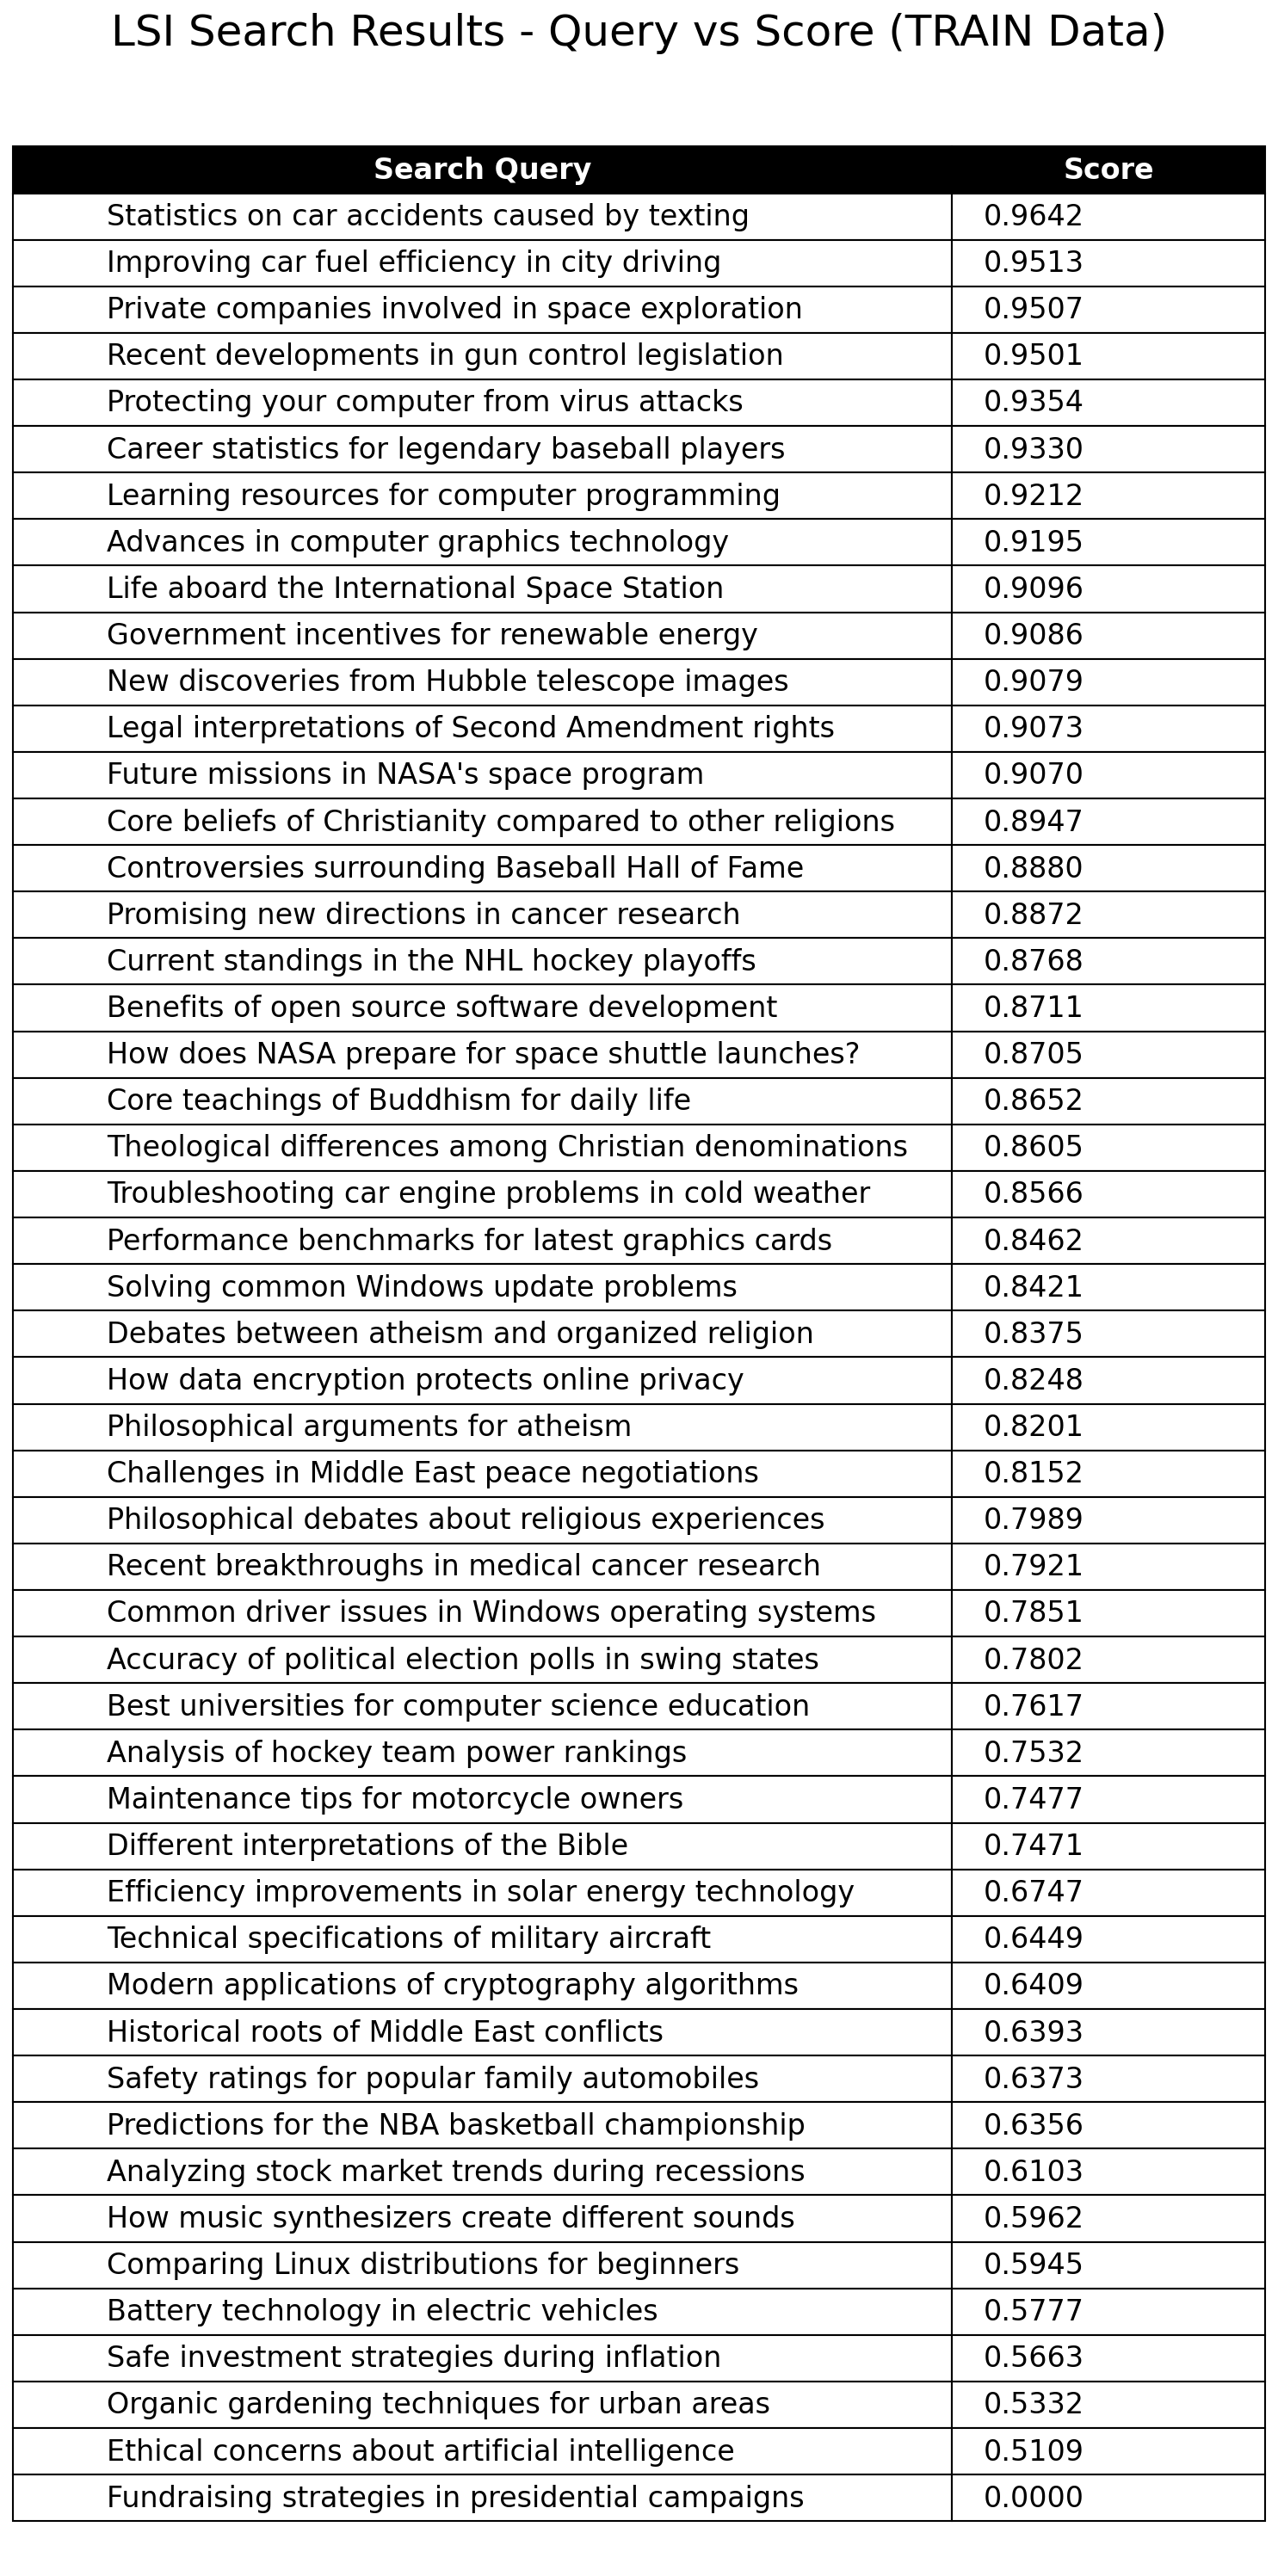 LSI Search Results - Query vs Score (TRAIN Data)
Search Query Score
Statistics on car accidents caused by texting 0.9642
Improving car fuel efficiency in city driving 0.9513
Private companies involved in space exploration 0.9507
Recent developments in gun control legislation 0.9501
Protecting your computer from virus attacks 0.9354
Career statistics for legendary baseball players 0.9330
Learning resources for computer programming 0.9212
Advances in computer graphics technology 0.9195
Life aboard the International Space Station 0.9096
Government incentives for renewable energy 0.9086
New discoveries from Hubble telescope images 0.9079
Legal interpretations of Second Amendment rights 0.9073
Future missions in NASA's space program 0.9070
Core beliefs of Christianity compared to other religions 0.8947
Controversies surrounding Baseball Hall of Fame 0.8880
Promising new directions in cancer research 0.8872
Current standings in the NHL hockey playoffs 0.8768
Benefits of open source software development 0.8711
How does NASA prepare for space shuttle launches? 0.8705
Core teachings of Buddhism for daily life 0.8652
Theological differences among Christian denominations 0.8605
Troubleshooting car engine problems in cold weather 0.8566
Performance benchmarks for latest graphics cards 0.8462
Solving common Windows update problems 0.8421
Debates between atheism and organized religion 0.8375
How data encryption protects online privacy 0.8248
Philosophical arguments for atheism 0.8201
Challenges in Middle East peace negotiations 0.8152
Philosophical debates about religious experiences 0.7989
Recent breakthroughs in medical cancer research 0.7921
Common driver issues in Windows operating systems 0.7851
Accuracy of political election polls in swing states 0.7802
Best universities for computer science education 0.7617
Analysis of hockey team power rankings 0.7532
Maintenance tips for motorcycle owners 0.7477
Different interpretations of the Bible 0.7471
Efficiency improvements in solar energy technology 0.6747
Technical specifications of military aircraft 0.6449
Modern applications of cryptography algorithms 0.6409
Historical roots of Middle East conflicts 0.6393
Safety ratings for popular family automobiles 0.6373
Predictions for the NBA basketball championship 0.6356
Analyzing stock market trends during recessions 0.6103
How music synthesizers create different sounds 0.5962
Comparing Linux distributions for beginners 0.5945
Battery technology in electric vehicles 0.5777
Safe investment strategies during inflation 0.5663
Organic gardening techniques for urban areas 0.5332
Ethical concerns about artificial intelligence 0.5109
Fundraising strategies in presidential campaigns 0.0000